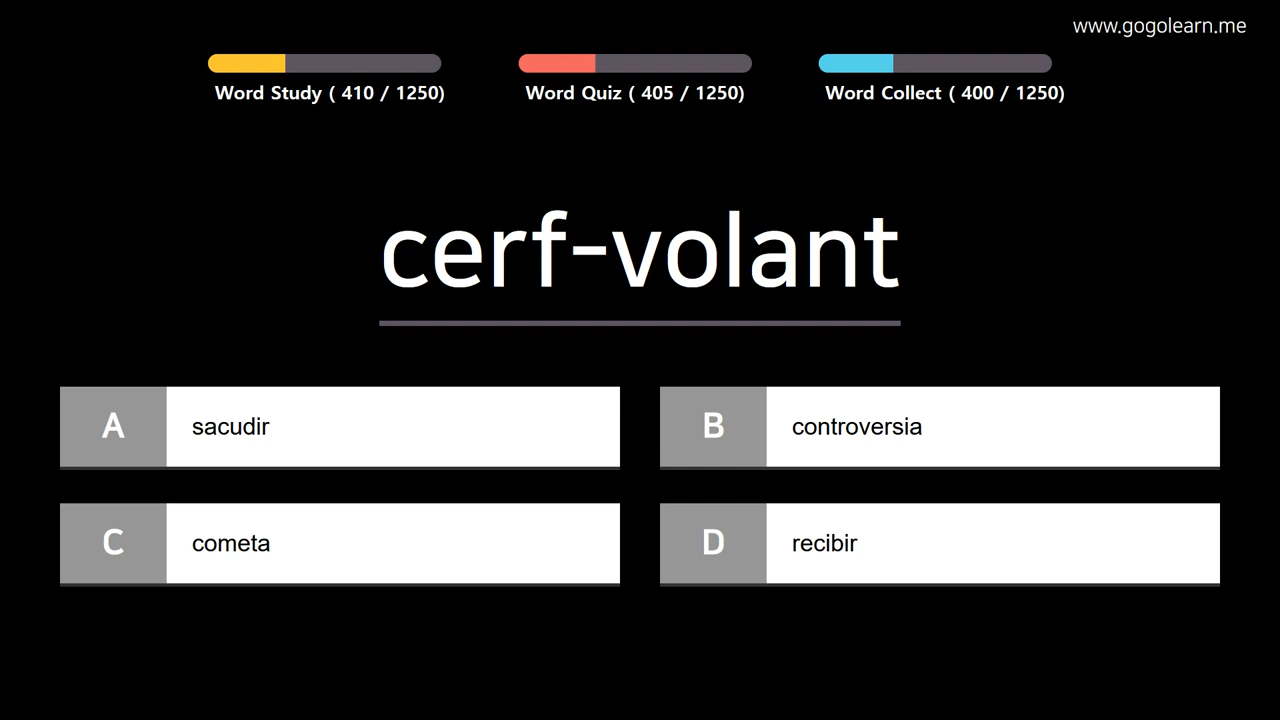 www.gogolearn.me
Word Study ( 410 / 1250)
Word Quiz ( 405 / 1250)
Word Collect ( 400 / 1250)
cerf-volant
A sacudir
B controversia
C cometa
D recibir